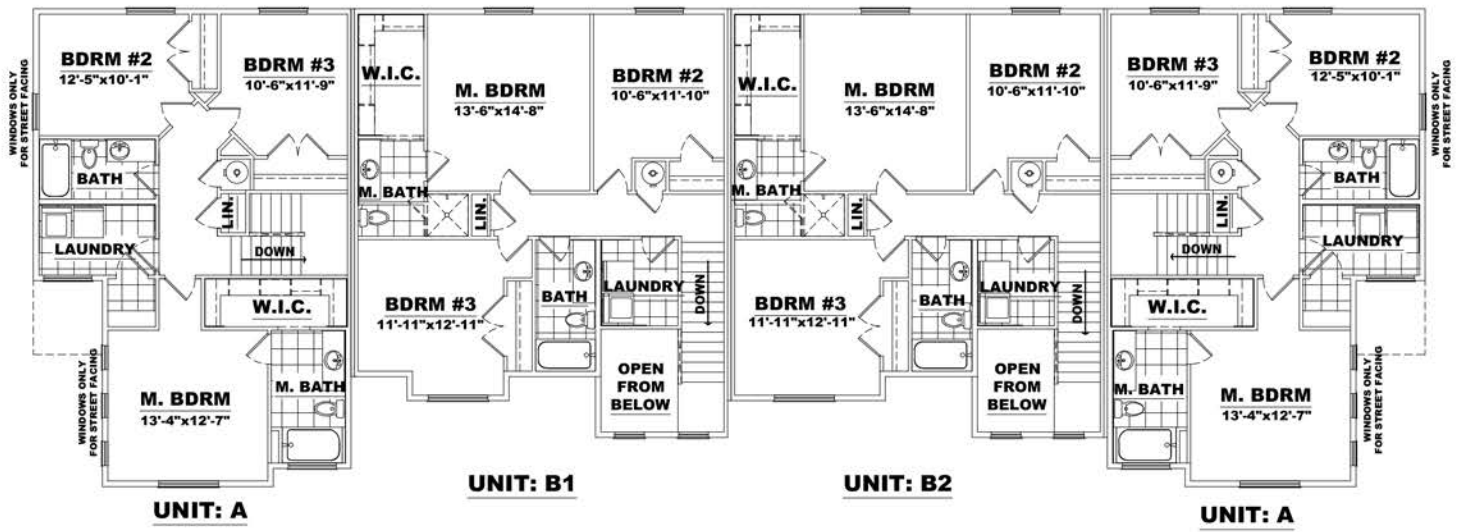 BDRM #2
12'-5"x10'-1"
BDRM #3
10'-6"x11'-9"
WINDOWS ONLY
FOR STREET FACING
BATH
LIN.
LAUNDRY
DOWN
W.I.C.
WINDOWS ONLY
FOR STREET FACING
M. BDRM
13'-4"x12'-7"
M. BATH
UNIT: A
W.I.C.
M. BDRM
13'-6"x14'-8"
BDRM #2
10'-6"x11'-10"
M. BATH
LIN.
BDRM #3
11'-11"x12'-11"
BATH
LAUNDRY
DOWN
OPEN
FROM
BELOW
UNIT: B1
W.I.C.
M. BDRM
13'-6"x14'-8"
BDRM #2
10'-6"x11'-10"
M. BATH
LIN.
BDRM #3
11'-11"x12'-11"
BATH
LAUNDRY
DOWN
OPEN
FROM
BELOW
UNIT: B2
BDRM #3
10'-6"x11'-9"
BDRM #2
12'-5"x10'-1"
WINDOWS ONLY
FOR STREET FACING
BATH
LIN.
LAUNDRY
DOWN
W.I.C.
M. BATH
M. BDRM
13'-4"x12'-7"
WINDOWS ONLY
FOR STREET FACING
UNIT: A